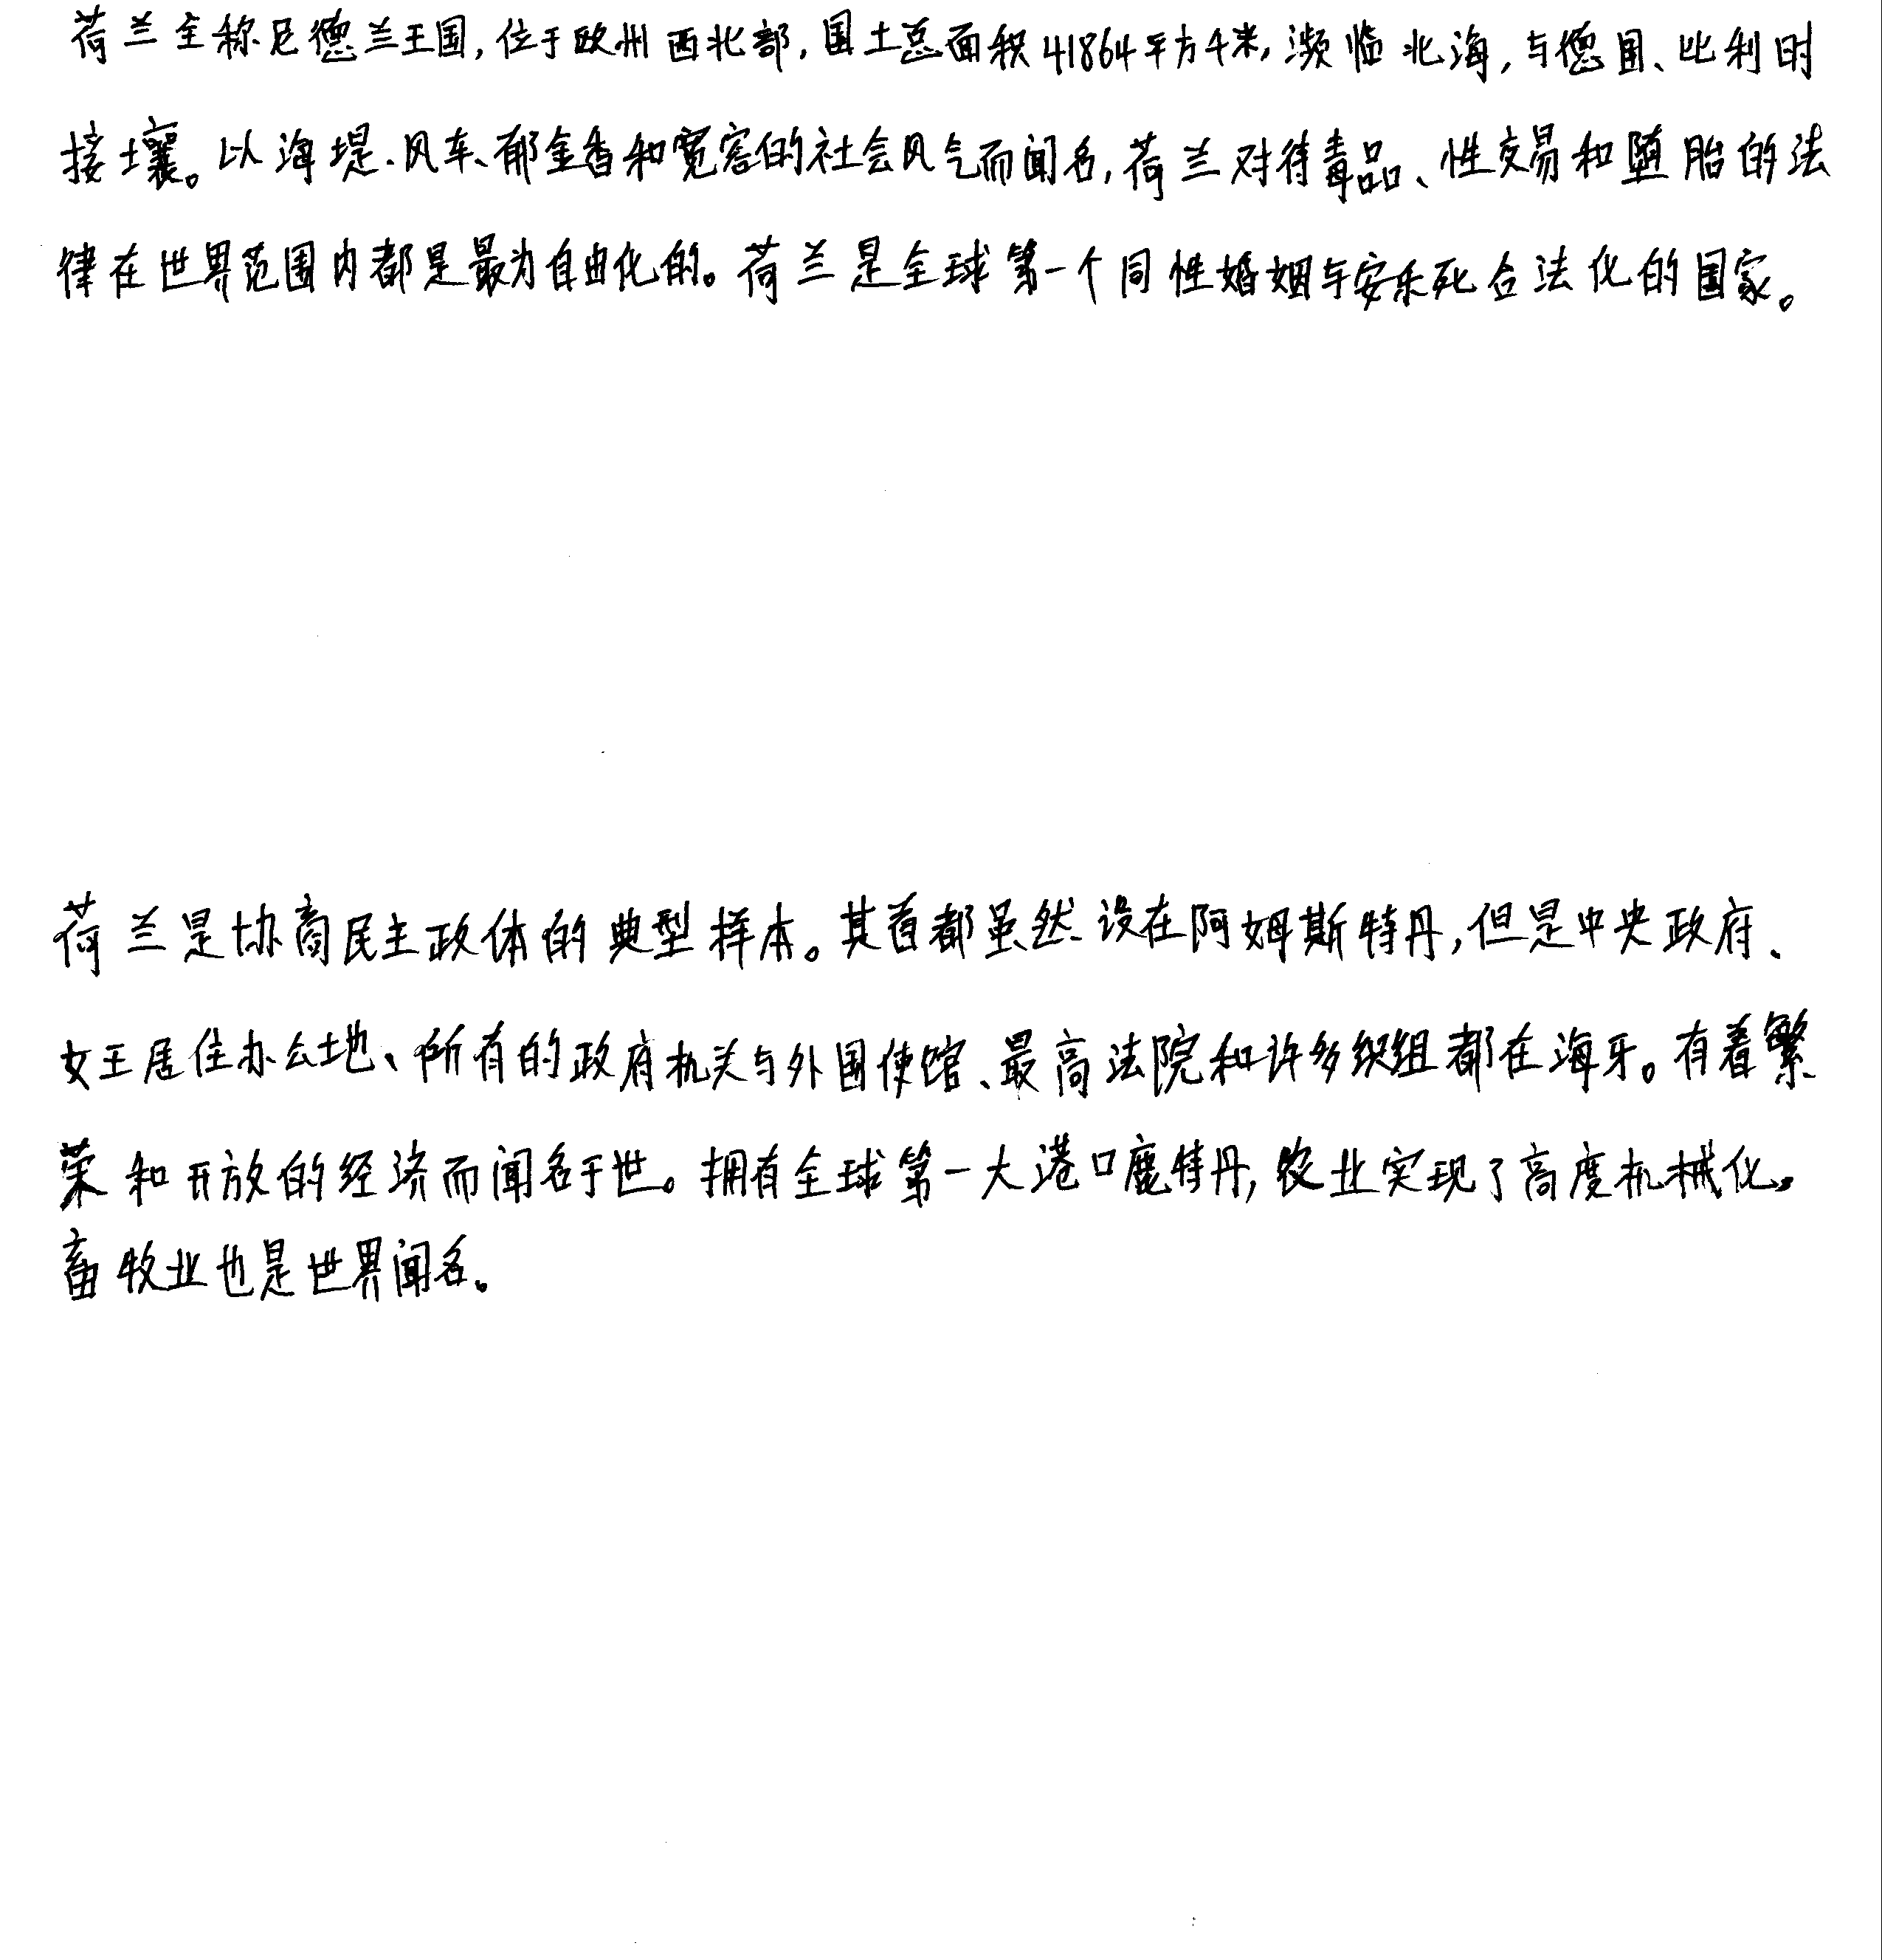 荷兰全称尼德兰王国,位于欧州西北部,国土总面积41864平方千米,濒临北海,与德国、比利时
接壤。以海堤、风车、郁金香和宽容的社会风气而闻名,荷兰对待毒品、性交易和堕胎的法
律在世界范围内都是最为自由化的。荷兰是全球第一个同性婚姻与安乐死合法化的国家。
荷兰是协商民主政体的典型样本。其首都虽然设在阿姆斯特丹,但是中央政府、
女王居住办公地、所有的政府机关与外国使馆、最高法院和许多织组都在海牙。有着繁
荣和开放的经济而闻名于世。拥有全球第一大港口鹿特丹,农业实现了高度机械化,
畜牧业也是世界闻名。